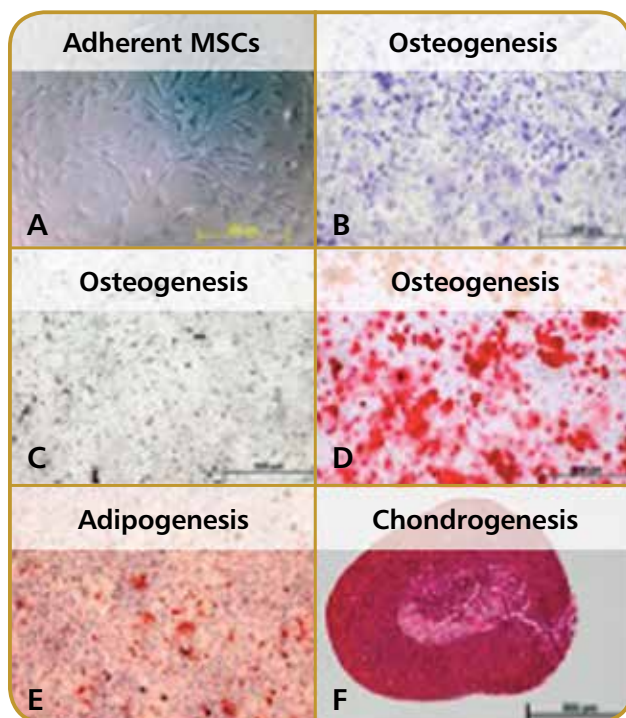 Adherent MSCs
Osteogenesis
A
B
Osteogenesis
Osteogenesis
C
D
Adipogenesis
Chondrogenesis
E
F